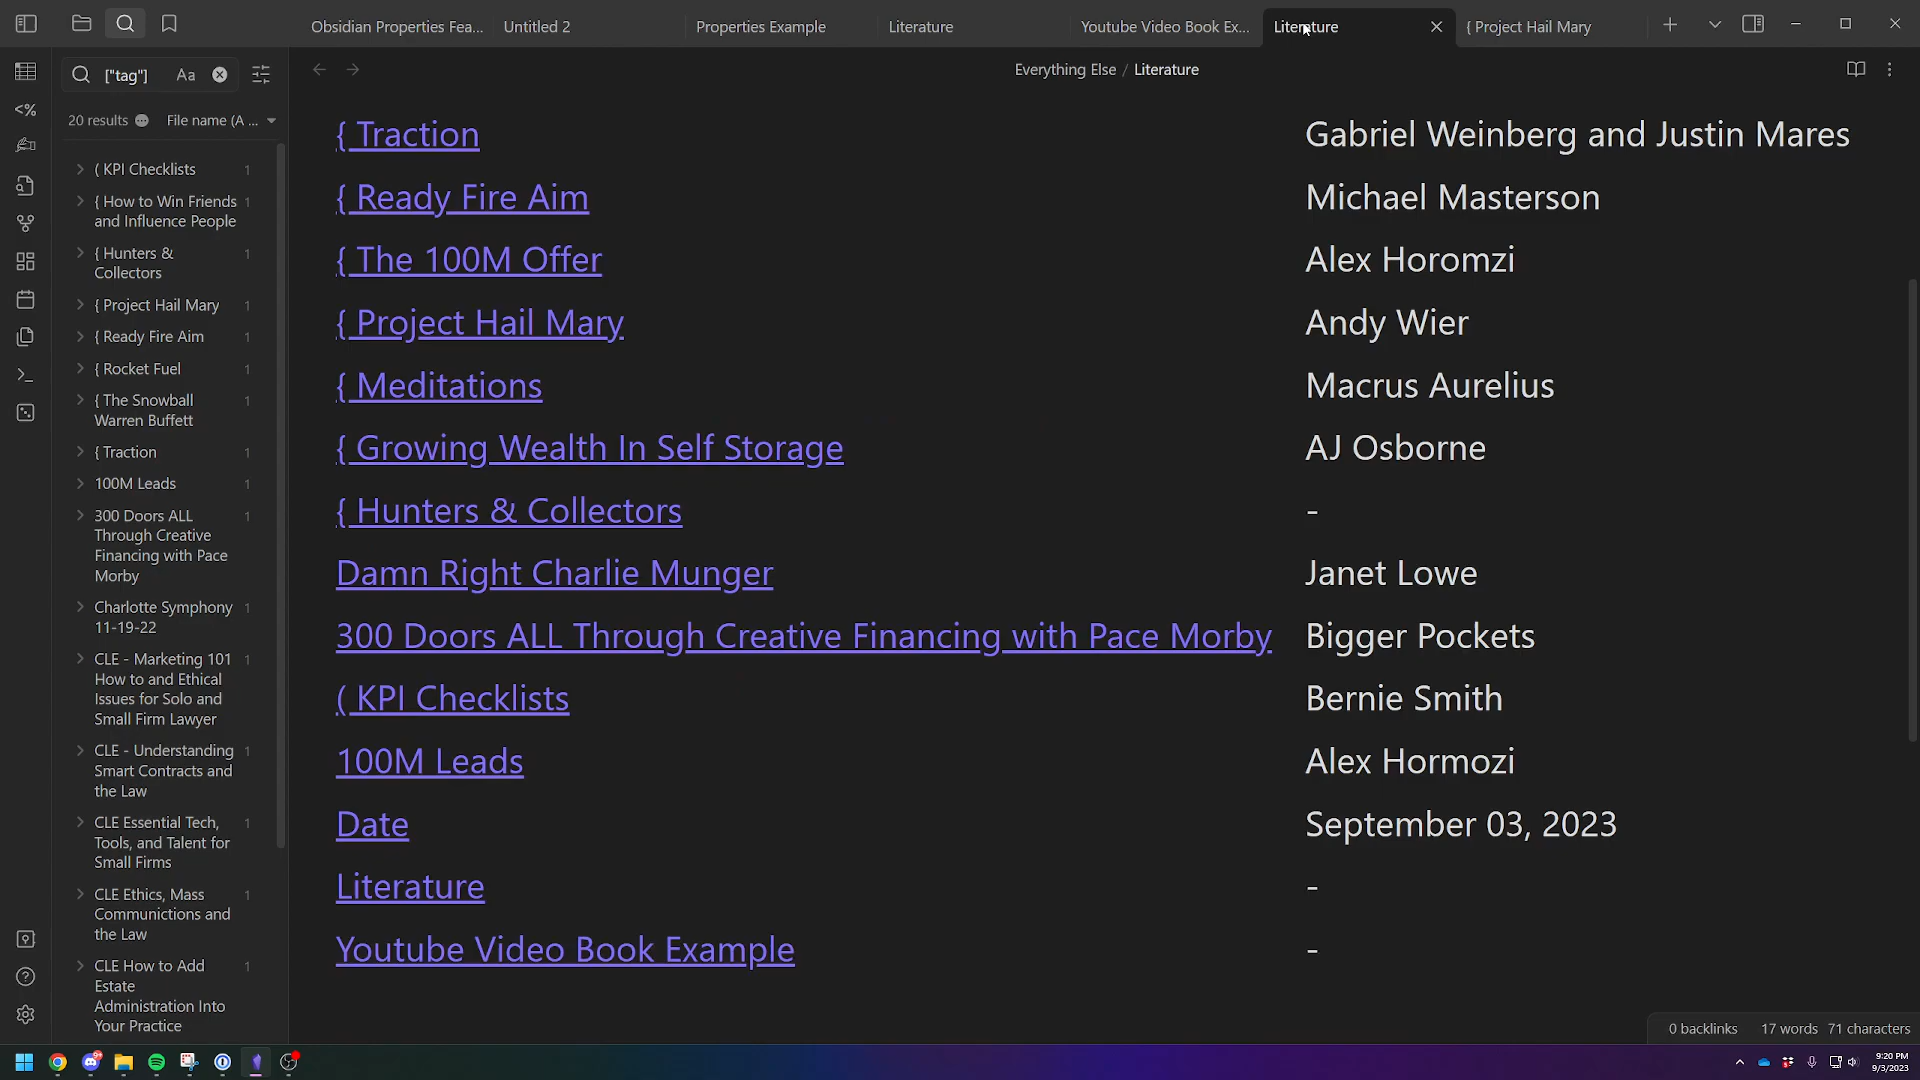 Obsidian Properties Fea...
Untitled 2
Properties Example
Literature
Youtube Video Book Ex...
Literature
{ Project Hail Mary
["tag"]
Aa
Everything Else / Literature
20 results
File name (A ...
( KPI Checklists 1
{ How to Win Friends 1
and Influence People
{ Hunters & 1
Collectors
{ Project Hail Mary 1
{ Ready Fire Aim 1
{ Rocket Fuel 1
{ The Snowball 1
Warren Buffett
{ Traction 1
100M Leads 1
300 Doors ALL 1
Through Creative
Financing with Pace
Morby
Charlotte Symphony 1
11-19-22
CLE - Marketing 101 1
How to and Ethical
Issues for Solo and
Small Firm Lawyer
CLE - Understanding 1
Smart Contracts and
the Law
CLE Essential Tech, 1
Tools, and Talent for
Small Firms
CLE Ethics, Mass 1
Communictions and
the Law
CLE How to Add 1
Estate
Administration Into
Your Practice
{ Traction Gabriel Weinberg and Justin Mares
{ Ready Fire Aim Michael Masterson
{ The 100M Offer Alex Horomzi
{ Project Hail Mary Andy Wier
{ Meditations Macrus Aurelius
{ Growing Wealth In Self Storage AJ Osborne
{ Hunters & Collectors -
Damn Right Charlie Munger Janet Lowe
300 Doors ALL Through Creative Financing with Pace Morby Bigger Pockets
( KPI Checklists Bernie Smith
100M Leads Alex Hormozi
Date September 03, 2023
Literature -
Youtube Video Book Example -
0 backlinks 17 words 71 characters
9:20 PM
9/3/2023